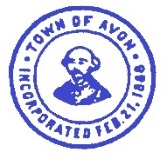 TOWN OF AVON
INCORPORATED FEB. 21, 1888